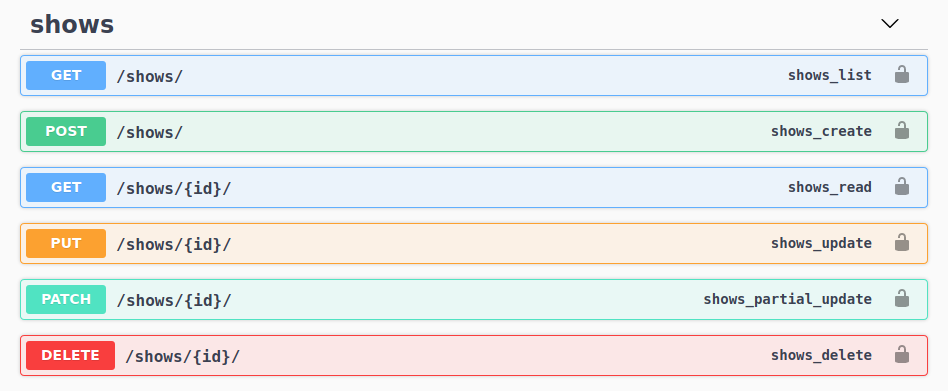 shows
GET /shows/ shows_list
POST /shows/ shows_create
GET /shows/{id}/ shows_read
PUT /shows/{id}/ shows_update
PATCH /shows/{id}/ shows_partial_update
DELETE /shows/{id}/ shows_delete